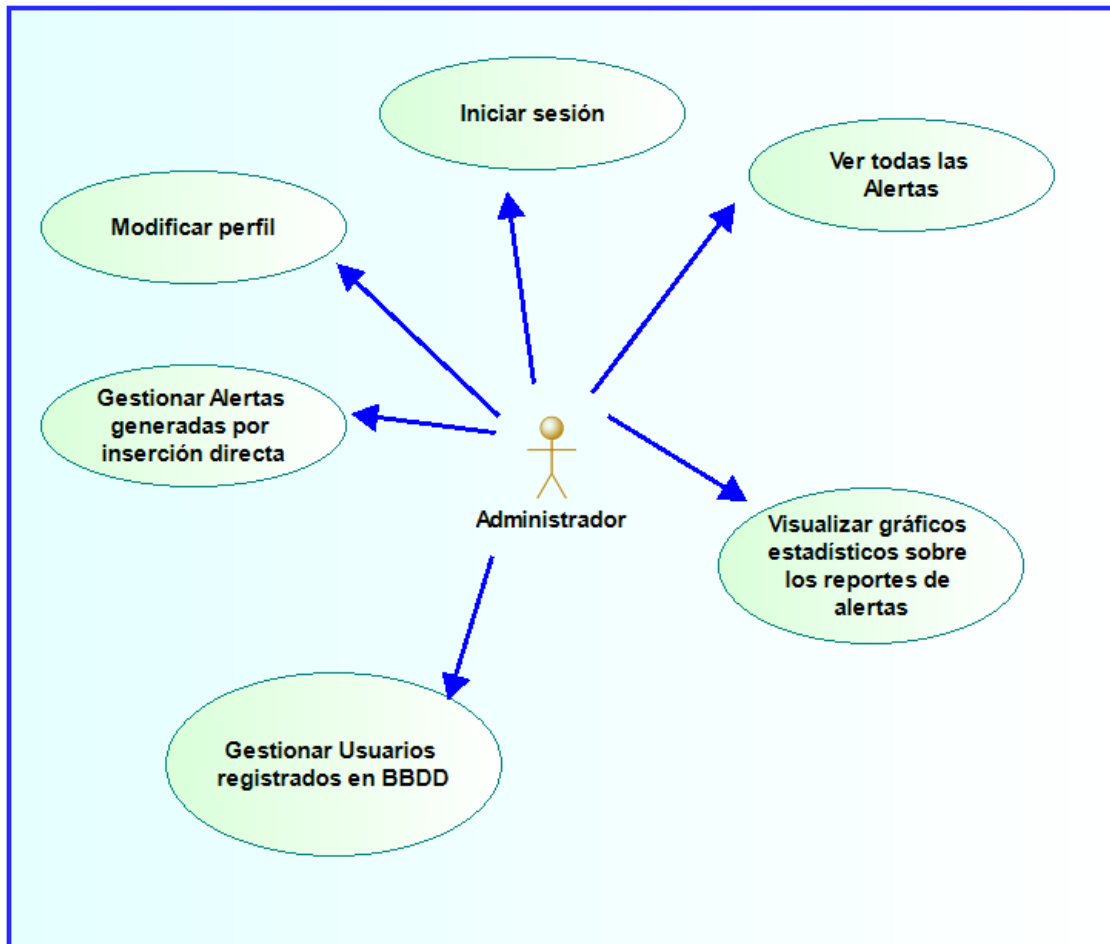 Iniciar sesión
Ver todas las
Alertas
Modificar perfil
Gestionar Alertas
generadas por
inserción directa
Administrador
Visualizar gráficos
estadísticos sobre
los reportes de
alertas
Gestionar Usuarios
registrados en BBDD